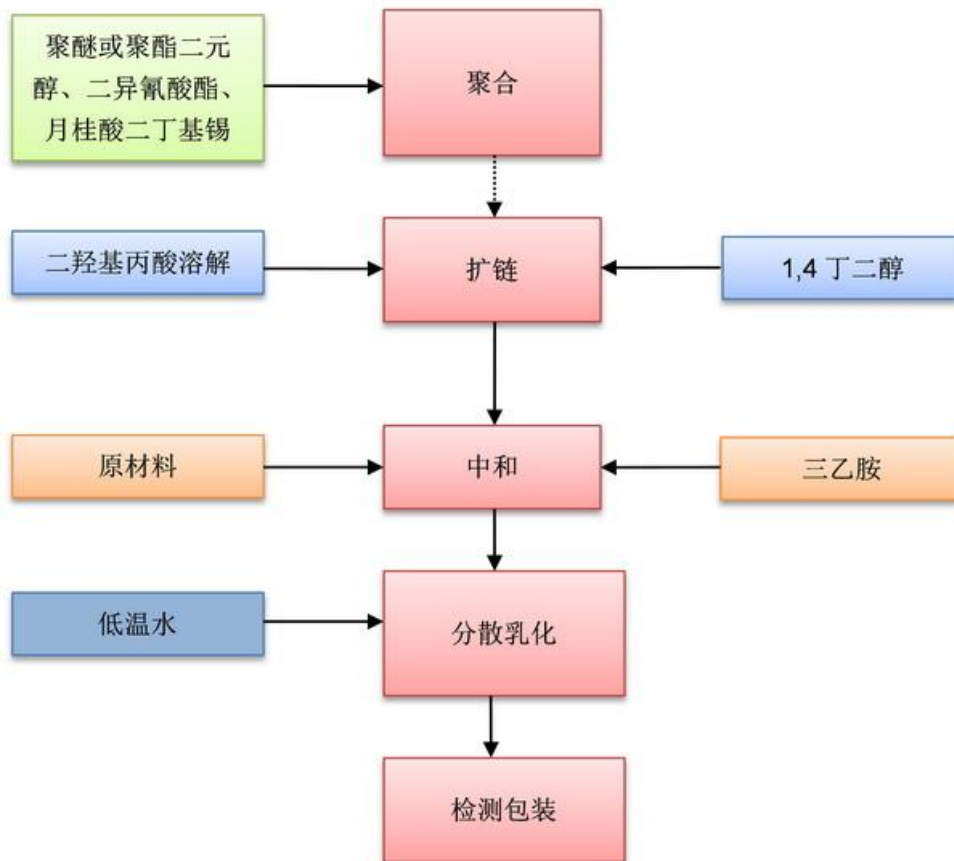 聚醚或聚酯二元
醇、二异氰酸酯、
月桂酸二丁基锡
聚合
二羟基丙酸溶解
扩链
1,4 丁二醇
原材料
中和
三乙胺
低温水
分散乳化
检测包装